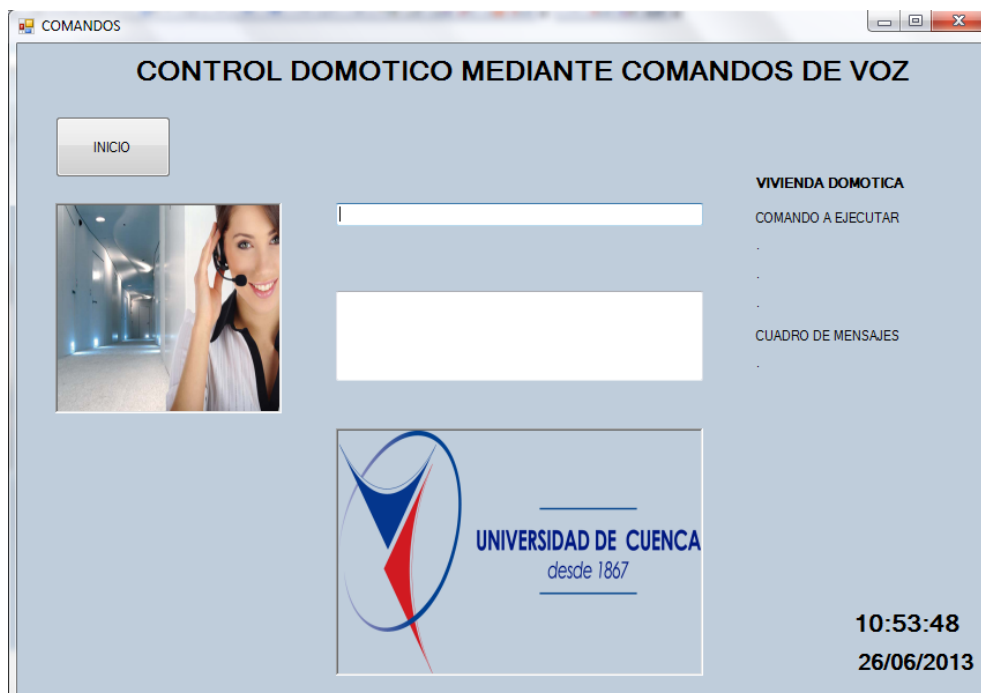 COMANDOS
CONTROL DOMOTICO MEDIANTE COMANDOS DE VOZ
INICIO
VIVIENDA DOMOTICA
COMANDO A EJECUTAR
.
.
.
CUADRO DE MENSAJES
.
UNIVERSIDAD DE CUENCA
desde 1867
10:53:48
26/06/2013